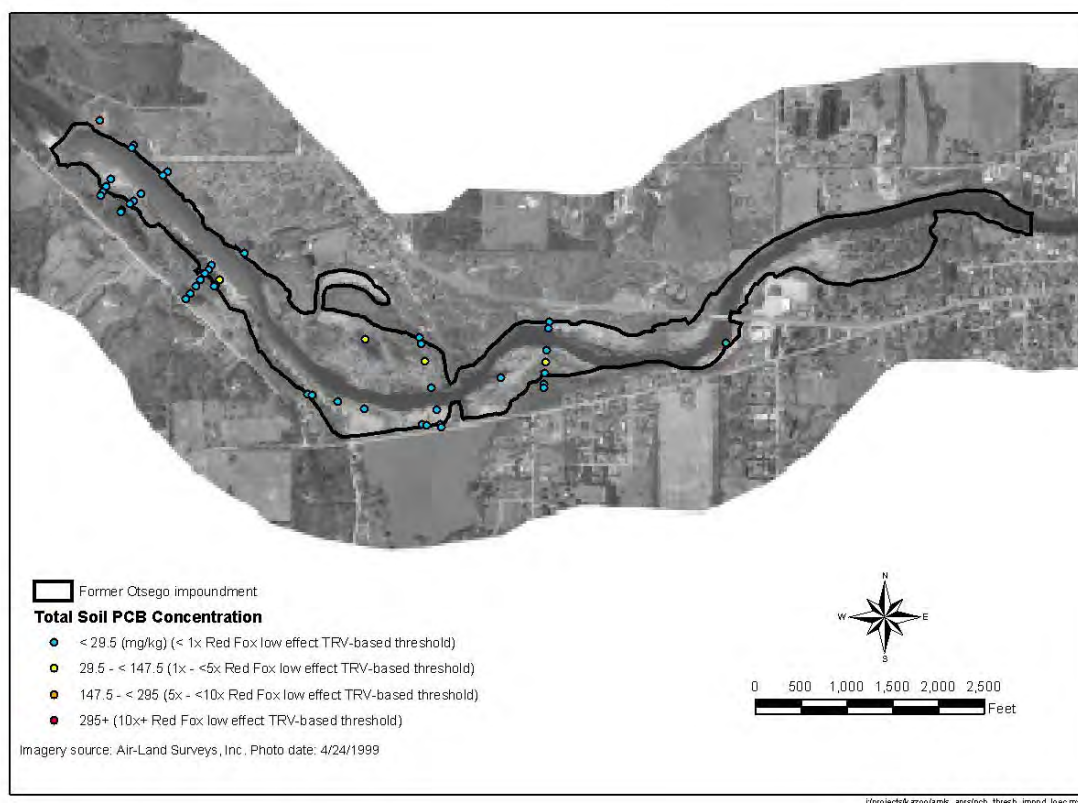 Former Otsego impoundment
Total Soil PCB Concentration
< 29.5 (mg/kg) (< 1x Red Fox low effect TRV-based threshold)
29.5 - < 147.5 (1x - <5x Red Fox low effect TRV-based threshold)
147.5 - < 295 (5x - <10x Red Fox low effect TRV-based threshold)
295+ (10x+ Red Fox low effect TRV-based threshold)
Imagery source: Air-Land Surveys, Inc. Photo date: 4/24/1999
N
W E
S
0 500 1,000 1,500 2,000 2,500
Feet